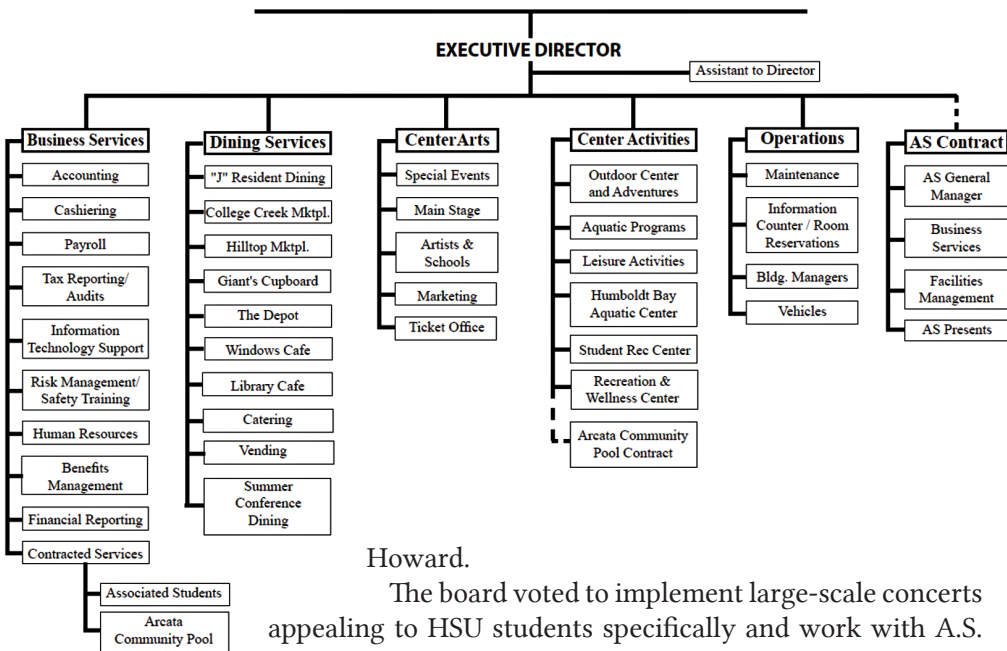 EXECUTIVE DIRECTOR
Assistant to Director
Business Services
Accounting
Cashiering
Payroll
Tax Reporting/
Audits
Information
Technology Support
Risk Management/
Safety Training
Human Resources
Benefits
Management
Financial Reporting
Contracted Services
Associated Students
Arcata
Community Pool
Dining Services
"J" Resident Dining
College Creek Mktpl.
Hilltop Mktpl.
Giant's Cupboard
The Depot
Windows Cafe
Library Cafe
Catering
Vending
Summer
Conference
Dining
CenterArts
Special Events
Main Stage
Artists &
Schools
Marketing
Ticket Office
Center Activities
Outdoor Center
and Adventures
Aquatic Programs
Leisure Activities
Humboldt Bay
Aquatic Center
Student Rec Center
Recreation &
Wellness Center
Arcata Community
Pool Contract
Operations
Maintenance
Information
Counter / Room
Reservations
Bldg. Managers
Vehicles
AS Contract
AS General
Manager
Business
Services
Facilities
Management
AS Presents
Howard.
The board voted to implement large-scale concerts
appealing to HSU students specifically and work with A.S.